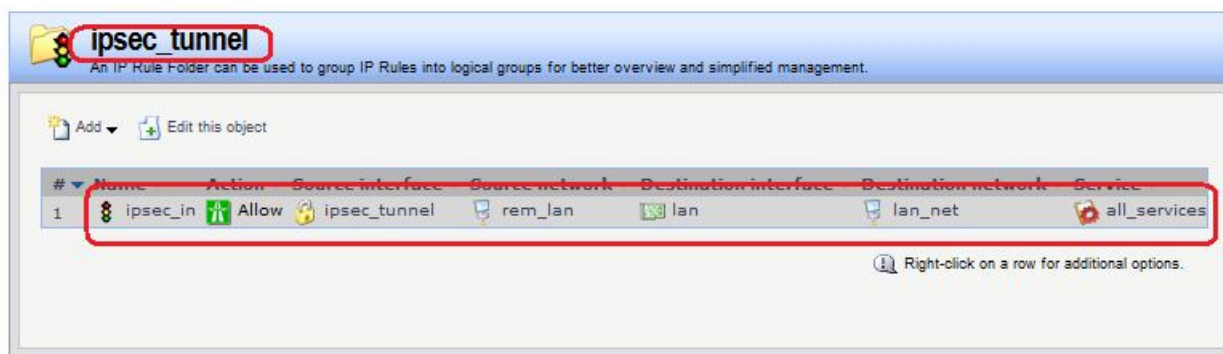 ipsec_tunnel
An IP Rule Folder can be used to group IP Rules into logical groups for better overview and simplified management.
Add Edit this object
# Name Action Source interface Source network Destination interface Destination network Service
1 ipsec_in Allow ipsec_tunnel rem_lan lan lan_net all_services
Right-click on a row for additional options.